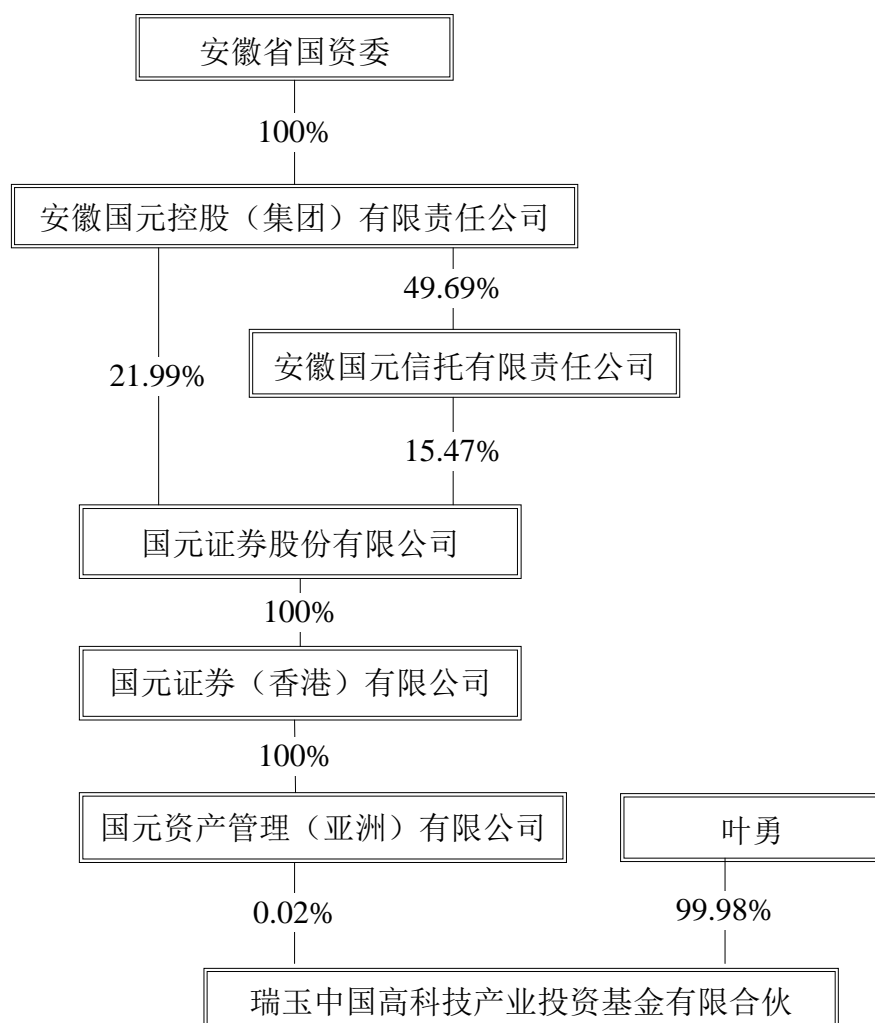 安徽省国资委
100%
安徽国元控股（集团）有限责任公司
49.69%
安徽国元信托有限责任公司
21.99%
15.47%
国元证券股份有限公司
100%
国元证券（香港）有限公司
100%
国元资产管理（亚洲）有限公司
叶勇
0.02%
99.98%
瑞玉中国高科技产业投资基金有限合伙